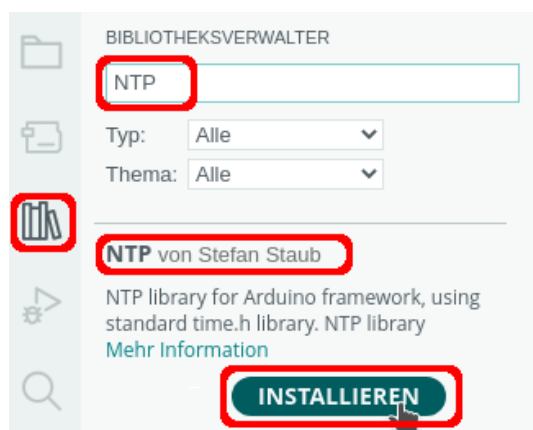 BIBLIOTHEKSVERWALTER
NTP
Typ: Alle
Thema: Alle
NTP von Stefan Staub
NTP library for Arduino framework, using
standard time.h library. NTP library
Mehr Information
INSTALLIEREN